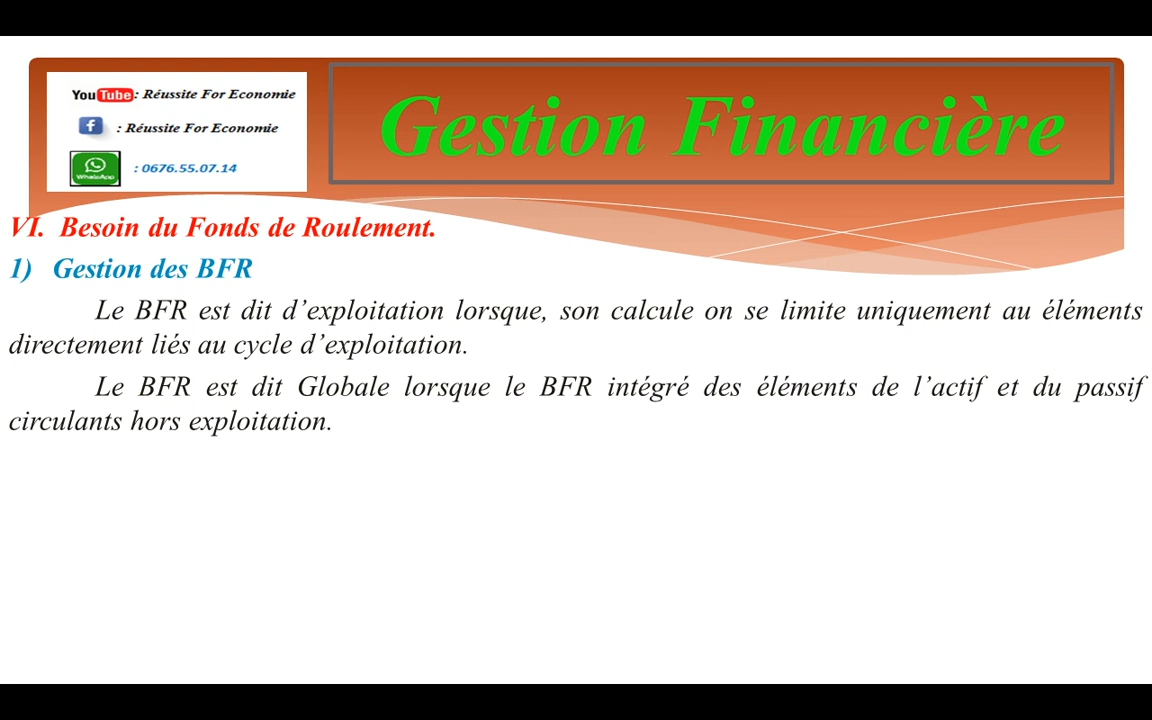 YouTube : Réussite For Economie
f : Réussite For Economie
WhatsApp : 0676.55.07.14
Gestion Financière
VI. Besoin du Fonds de Roulement.
1) Gestion des BFR
Le BFR est dit d’exploitation lorsque, son calcule on se limite uniquement au éléments
directement liés au cycle d’exploitation.
Le BFR est dit Globale lorsque le BFR intégré des éléments de l’actif et du passif
circulants hors exploitation.